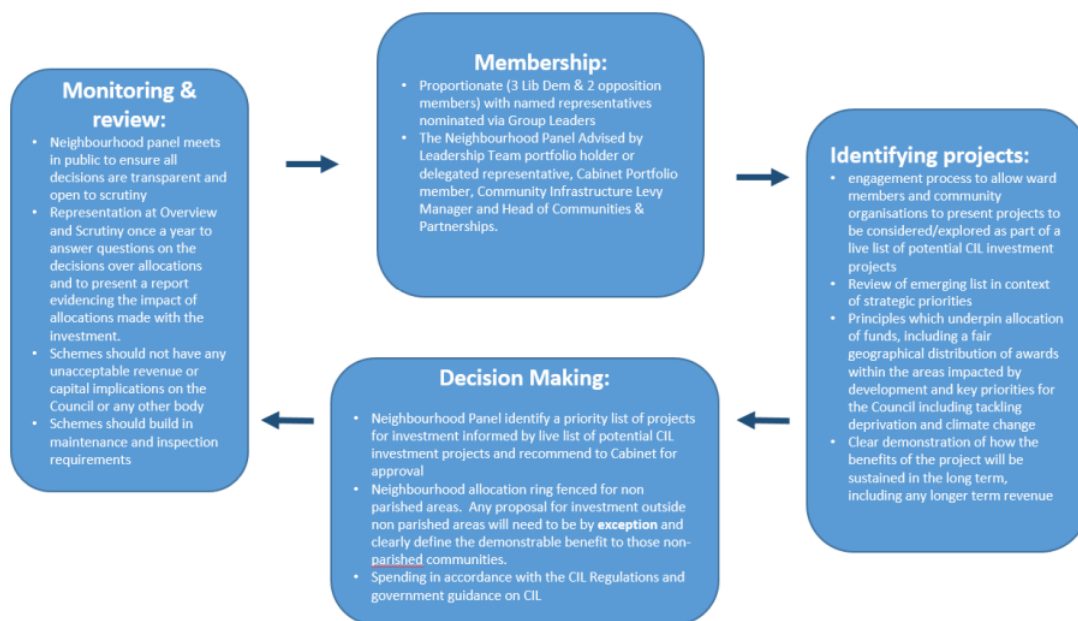 Monitoring &
review:
• Neighbourhood panel meets
in public to ensure all
decisions are transparent and
open to scrutiny
• Representation at Overview
and Scrutiny once a year to
answer questions on the
decisions over allocations
and to present a report
evidencing the impact of
allocations made with the
investment.
• Schemes should not have any
unacceptable revenue or
capital implications on the
Council or any other body
• Schemes should build in
maintenance and inspection
requirements
Membership:
• Proportionate (3 Lib Dem & 2 opposition
members) with named representatives
nominated via Group Leaders
• The Neighbourhood Panel Advised by
Leadership Team portfolio holder or
delegated representative, Cabinet Portfolio
member, Community Infrastructure Levy
Manager and Head of Communities &
Partnerships.
Identifying projects:
• engagement process to allow ward
members and community
organisations to present projects to
be considered/explored as part of a
live list of potential CIL investment
projects
• Review of emerging list in context
of strategic priorities
• Principles which underpin allocation
of funds, including a fair
geographical distribution of awards
within the areas impacted by
development and key priorities for
the Council including tackling
deprivation and climate change
• Clear demonstration of how the
benefits of the project will be
sustained in the long term,
including any longer term revenue
Decision Making:
• Neighbourhood Panel identify a priority list of projects
for investment informed by live list of potential CIL
investment projects and recommend to Cabinet for
approval
• Neighbourhood allocation ring fenced for non
parished areas. Any proposal for investment outside
non parished areas will need to be by exception and
clearly define the demonstrable benefit to those non-
parished communities.
• Spending in accordance with the CIL Regulations and
government guidance on CIL